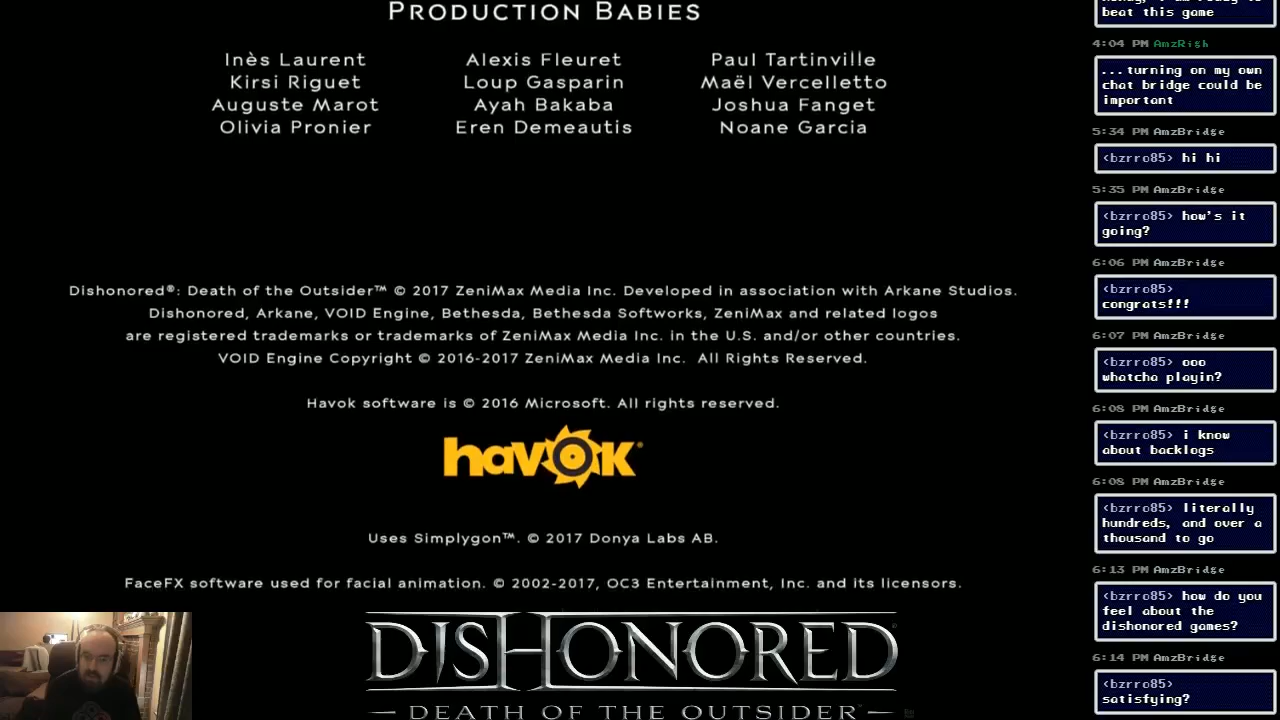 PRODUCTION BABIES
Inès Laurent
Alexis Fleuret
Paul Tartinville
Kirsi Riguet
Loup Gasparin
Maël Vercelletto
Auguste Marot
Ayah Bakaba
Joshua Fanget
Olivia Pronier
Eren Demeautis
Noane Garcia
Dishonored®: Death of the Outsider™ © 2017 ZeniMax Media Inc. Developed in association with Arkane Studios.
Dishonored, Arkane, VOID Engine, Bethesda, Bethesda Softworks, ZeniMax and related logos
are registered trademarks or trademarks of ZeniMax Media Inc. in the U.S. and/or other countries.
VOID Engine Copyright © 2016-2017 ZeniMax Media Inc. All Rights Reserved.
Havok software is © 2016 Microsoft. All rights reserved.
havok®
Uses Simplygon™. © 2017 Donya Labs AB.
FaceFX software used for facial animation. © 2002-2017, OC3 Entertainment, Inc. and its licensors.
DISHONORED®
DEATH OF THE OUTSIDER
beat this game
4:04 PM AmzRigh
...turning on my own
chat bridge could be
important
5:34 PM AmzBridge
<bzrro85> hi hi
5:35 PM AmzBridge
<bzrro85> how's it
going?
6:06 PM AmzBridge
<bzrro85>
congrats!!!
6:07 PM AmzBridge
<bzrro85> ooo
whatcha playin?
6:08 PM AmzBridge
<bzrro85> i know
about backlogs
6:08 PM AmzBridge
<bzrro85> literally
hundreds, and over a
thousand to go
6:13 PM AmzBridge
<bzrro85> how do you
feel about the
dishonored games?
6:14 PM AmzBridge
<bzrro85>
satisfying?